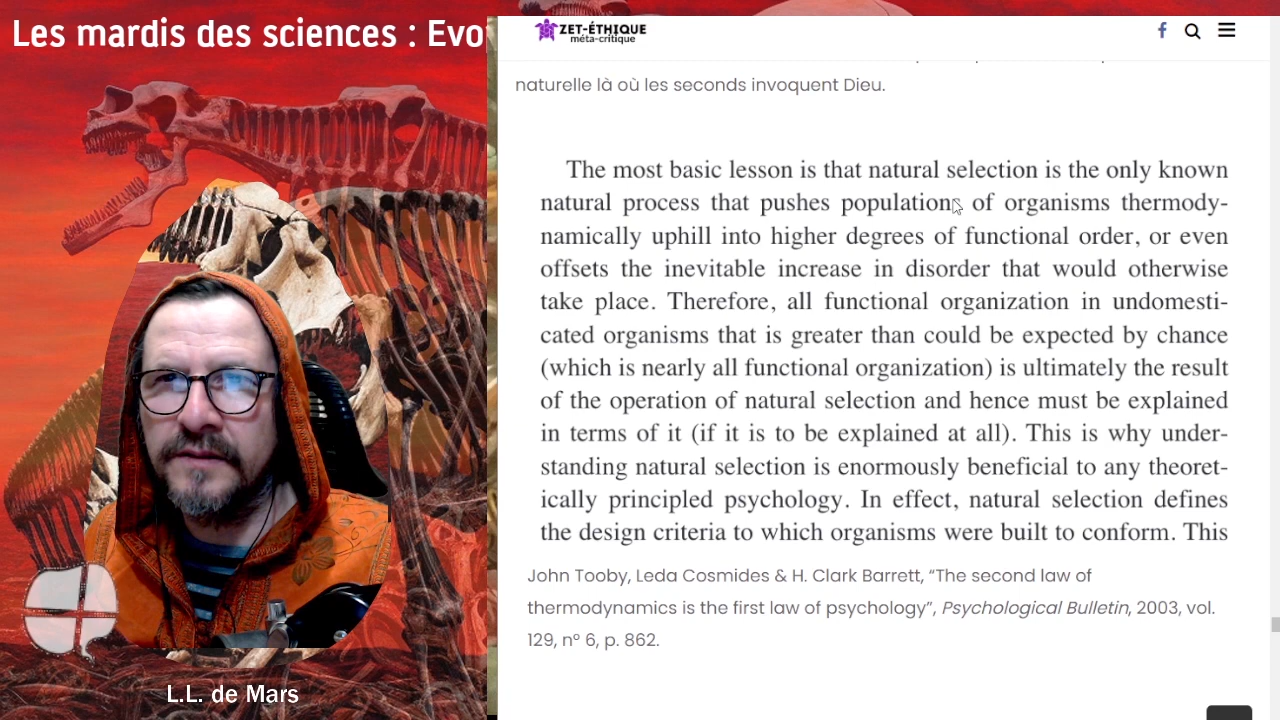 Les mardis des sciences : Evo
ZET-ÉTHIQUE
méta-critique
naturelle là où les seconds invoquent Dieu.
The most basic lesson is that natural selection is the only known
natural process that pushes populations of organisms thermody-
namically uphill into higher degrees of functional order, or even
offsets the inevitable increase in disorder that would otherwise
take place. Therefore, all functional organization in undomesti-
cated organisms that is greater than could be expected by chance
(which is nearly all functional organization) is ultimately the result
of the operation of natural selection and hence must be explained
in terms of it (if it is to be explained at all). This is why under-
standing natural selection is enormously beneficial to any theoret-
ically principled psychology. In effect, natural selection defines
the design criteria to which organisms were built to conform. This
John Tooby, Leda Cosmides & H. Clark Barrett, “The second law of
thermodynamics is the first law of psychology”, Psychological Bulletin, 2003, vol.
129, n° 6, p. 862.
L.L. de Mars